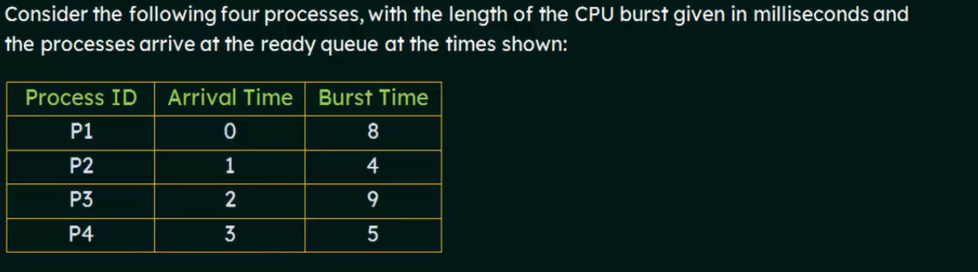 Consider the following four processes, with the length of the CPU burst given in milliseconds and
the processes arrive at the ready queue at the times shown:
Process ID Arrival Time Burst Time
P1 0 8
P2 1 4
P3 2 9
P4 3 5